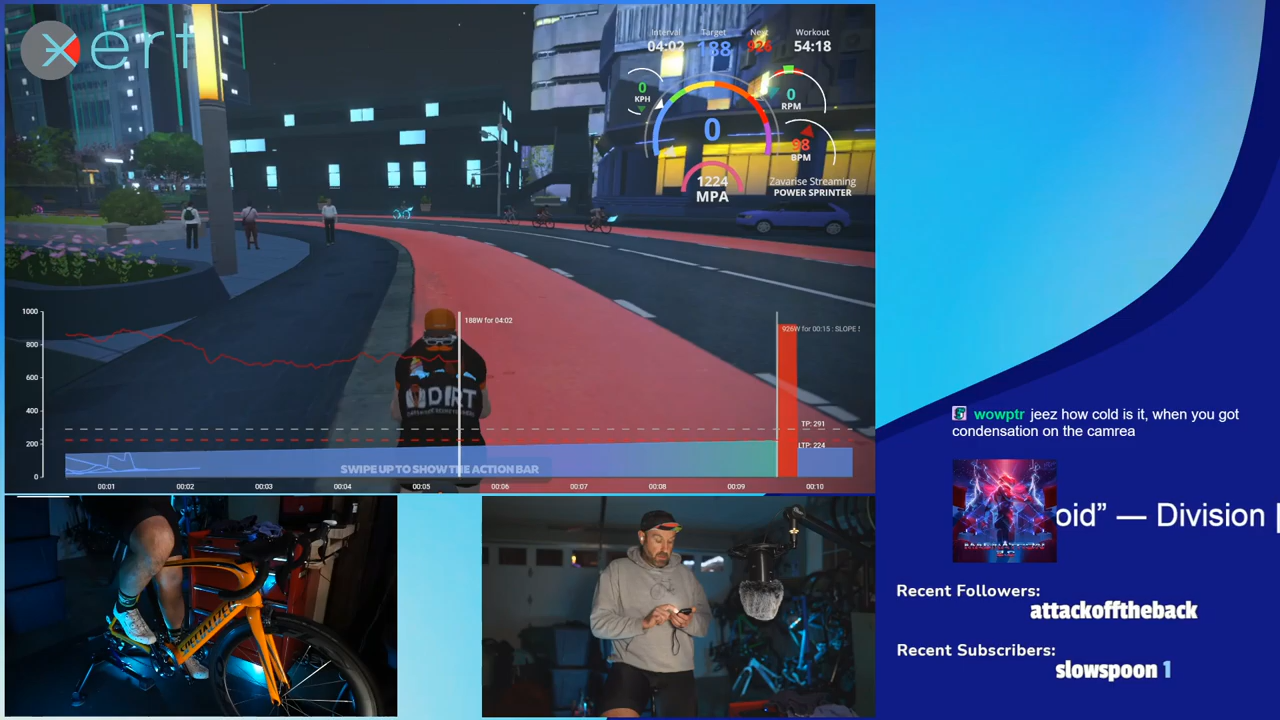 xert
Interval Target Next Workout
04:02 188 926 54:18
0
KPH
0
RPM
0
98
BPM
1224
MPA
Zavarise Streaming
POWER SPRINTER
1000
800
600
400
200
0
188W for 04:02
926W for 00:15 : SLOPE
TP: 291
LTP: 224
DIRT
SWIPE UP TO SHOW THE ACTION BAR
00:01 00:02 00:03 00:04 00:05 00:06 00:07 00:08 00:09 00:10
SPECIALIZED
wowptr jeez how cold is it, when you got
condensation on the camrea
oid” — Division
Recent Followers:
attackofftheback
Recent Subscribers:
slowspoon 1